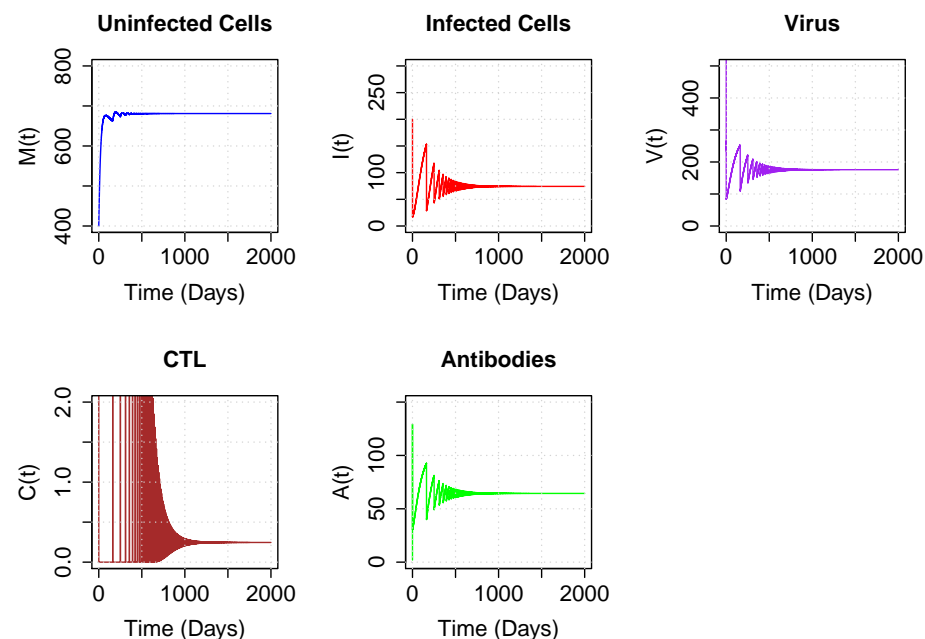 Uninfected Cells
M(t)
400 600 800
0 1000 2000
Time (Days)
Infected Cells
I(t)
0 100 250
0 1000 2000
Time (Days)
Virus
V(t)
0 200 400
0 1000 2000
Time (Days)
CTL
C(t)
0.0 1.0 2.0
0 1000 2000
Time (Days)
Antibodies
A(t)
0 50 100
0 1000 2000
Time (Days)